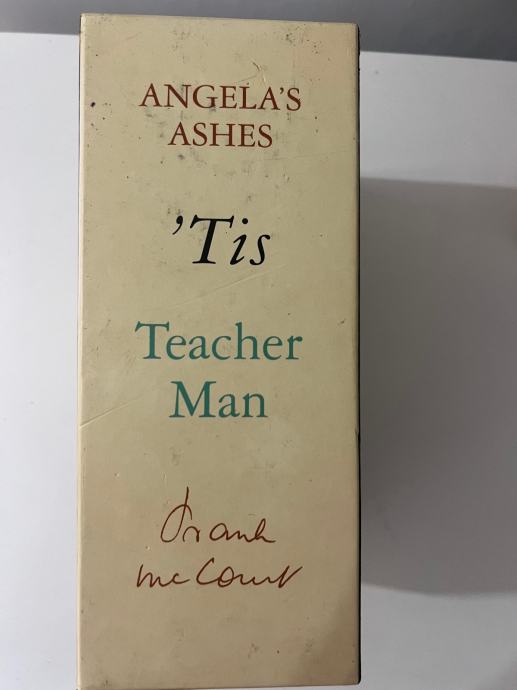 ANGELA'S
ASHES
'Tis
Teacher
Man
Frank
McCourt